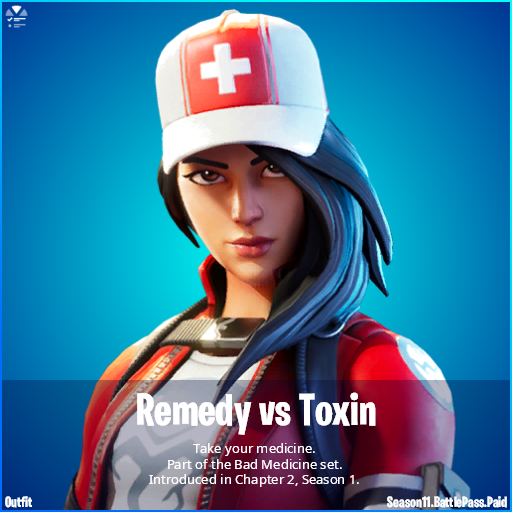 Remedy vs Toxin
Take your medicine.
Part of the Bad Medicine set.
Introduced in Chapter 2, Season 1.
Outfit
Season11.BattlePass.Paid